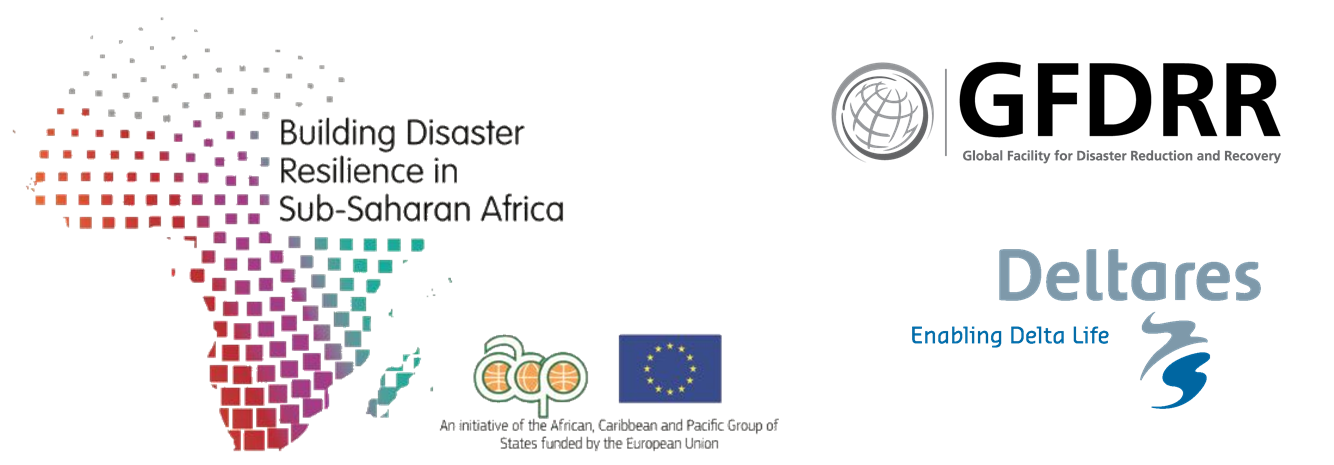 Building Disaster
Resilience in
Sub-Saharan Africa
acp
An initiative of the African, Caribbean and Pacific Group of
States funded by the European Union
GFDRR
Global Facility for Disaster Reduction and Recovery
Deltares
Enabling Delta Life